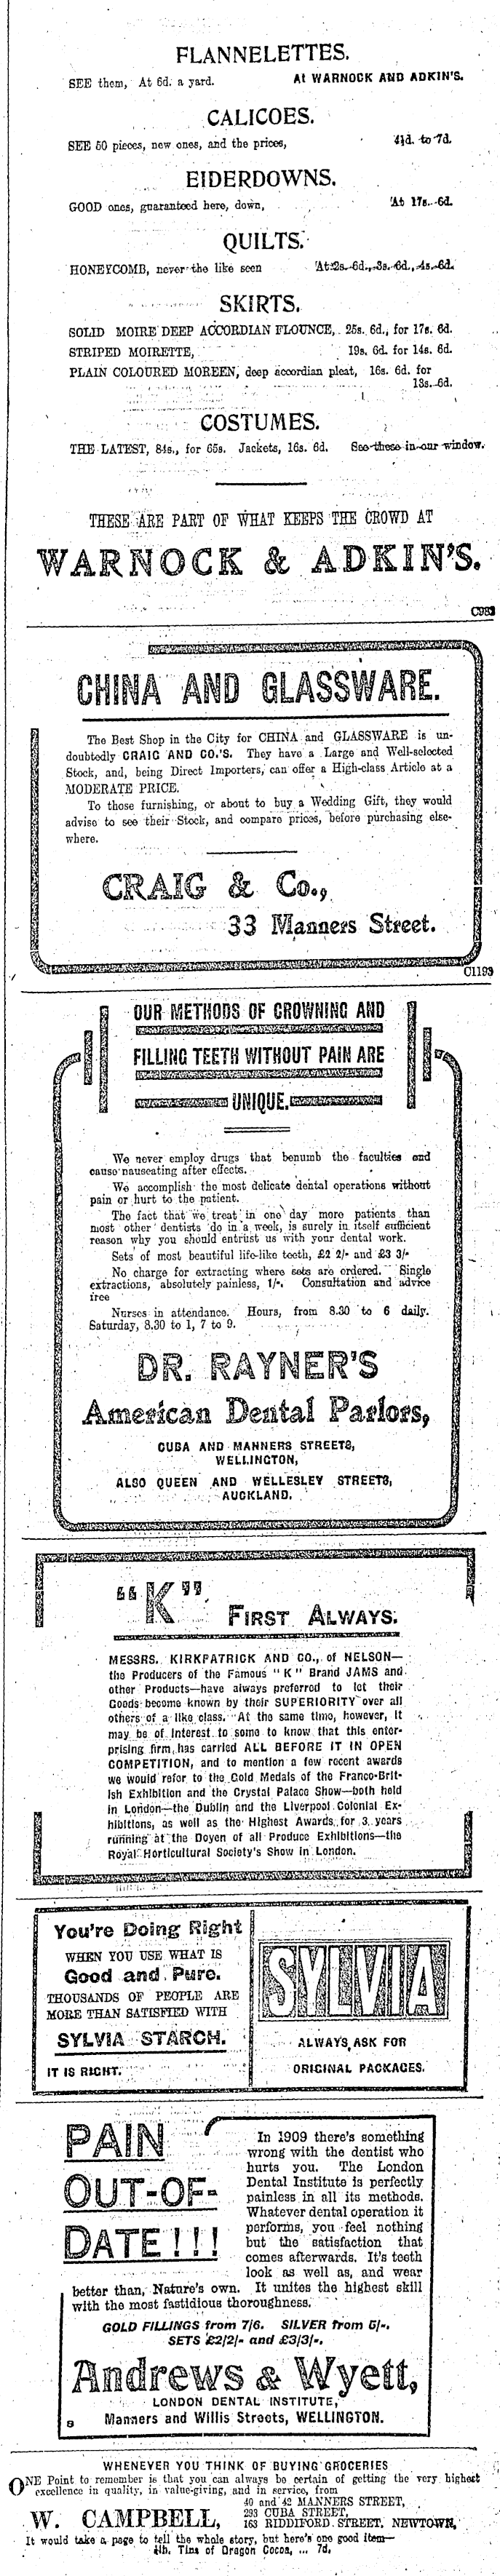 FLANNELETTES.
SEE them, At 6d. a yard. At WARNOCK AND ADKIN'S.
CALICOES.
SEE 50 pieces, new ones, and the prices, 4½d. to 7d.
EIDERDOWNS.
GOOD ones, guaranteed here, down, At 17s. 6d.
QUILTS.
HONEYCOMB, never the like seen At 2s. 6d., 3s. 6d., 4s. 6d.
SKIRTS.
SOLID MOIRE DEEP ACCORDIAN FLOUNCE, 25s. 6d., for 17s. 6d.
STRIPED MOIRETTE, 19s. 6d. for 14s. 6d.
PLAIN COLOURED MOREEN, deep accordian pleat, 16s. 6d. for
13s. 6d.
COSTUMES.
THE LATEST, 84s., for 65s. Jackets, 16s. 6d. See these in our window.
THESE ARE PART OF WHAT KEEPS THE CROWD AT
WARNOCK & ADKIN'S.
CHINA AND GLASSWARE.
The Best Shop in the City for CHINA and GLASSWARE is un-
doubtedly CRAIG AND CO.'S. They have a Large and Well-selected
Stock, and, being Direct Importers, can offer a High-class Article at a
MODERATE PRICE.
To those furnishing, or about to buy a Wedding Gift, they would
advise to see their Stock, and compare prices, before purchasing else-
where.
CRAIG & Co.,
33 Manners Street.
C1193
OUR METHODS OF CROWNING AND
FILLING TEETH WITHOUT PAIN ARE
UNIQUE.
We never employ drugs that benumb the faculties and
cause nauseating after effects.
We accomplish the most delicate dental operations without
pain or hurt to the patient.
The fact that we treat in one day more patients than
most other dentists do in a week, is surely in itself sufficient
reason why you should entrust us with your dental work.
Sets of most beautiful life-like teeth, £2 2/- and £3 3/-
No charge for extracting where sets are ordered. Single
extractions, absolutely painless, 1/-. Consultation and advice
free
Nurses in attendance. Hours, from 8.30 to 6 daily.
Saturday, 8.30 to 1, 7 to 9.
DR. RAYNER'S
American Dental Parlors,
CUBA AND MANNERS STREETS,
WELLINGTON,
ALSO QUEEN AND WELLESLEY STREETS,
AUCKLAND.
"K" FIRST ALWAYS.
MESSRS. KIRKPATRICK AND CO., of NELSON—
the Producers of the Famous "K" Brand JAMS and
other Products—have always preferred to let their
Goods become known by their SUPERIORITY over all
others of a like class. At the same time, however, it
may be of interest to some to know that this enter-
prising firm has carried ALL BEFORE IT IN OPEN
COMPETITION, and to mention a few recent awards
we would refer to the Gold Medals of the Franco-Brit-
ish Exhibition and the Crystal Palace Show—both held
in London—the Dublin and the Liverpool Colonial Ex-
hibitions, as well as the Highest Awards for 3 years
running at the Doyen of all Produce Exhibitions—the
Royal Horticultural Society's Show in London.
You're Doing Right
WHEN YOU USE WHAT IS
Good and Pure.
THOUSANDS OF PEOPLE ARE
MORE THAN SATISFIED WITH
SYLVIA STARCH.
IT IS RIGHT.
SYLVIA
ALWAYS ASK FOR
ORIGINAL PACKAGES.
PAIN
OUT-OF-
DATE!!!
In 1909 there's something
wrong with the dentist who
hurts you. The London
Dental Institute is perfectly
painless in all its methods.
Whatever dental operation it
performs, you feel nothing
but the satisfaction that
comes afterwards. It's teeth
look as well as, and wear
better than, Nature's own. It unites the highest skill
with the most fastidious thoroughness.
GOLD FILLINGS from 7/6. SILVER from 5/-.
SETS £2/2/- and £3/3/-.
Andrews & Wyett,
LONDON DENTAL INSTITUTE,
Manners and Willis Streets, WELLINGTON.
8
WHENEVER YOU THINK OF BUYING GROCERIES
ONE Point to remember is that you can always be certain of getting the very highest
excellence in quality, in value-giving, and in service, from
40 and 42 MANNERS STREET,
W. CAMPBELL, 293 CUBA STREET,
163 RIDDIFORD STREET, NEWTOWN,
It would take a page to tell the whole story, but here's one good item—
Tins of Dragon Cocoa, ... 7d.